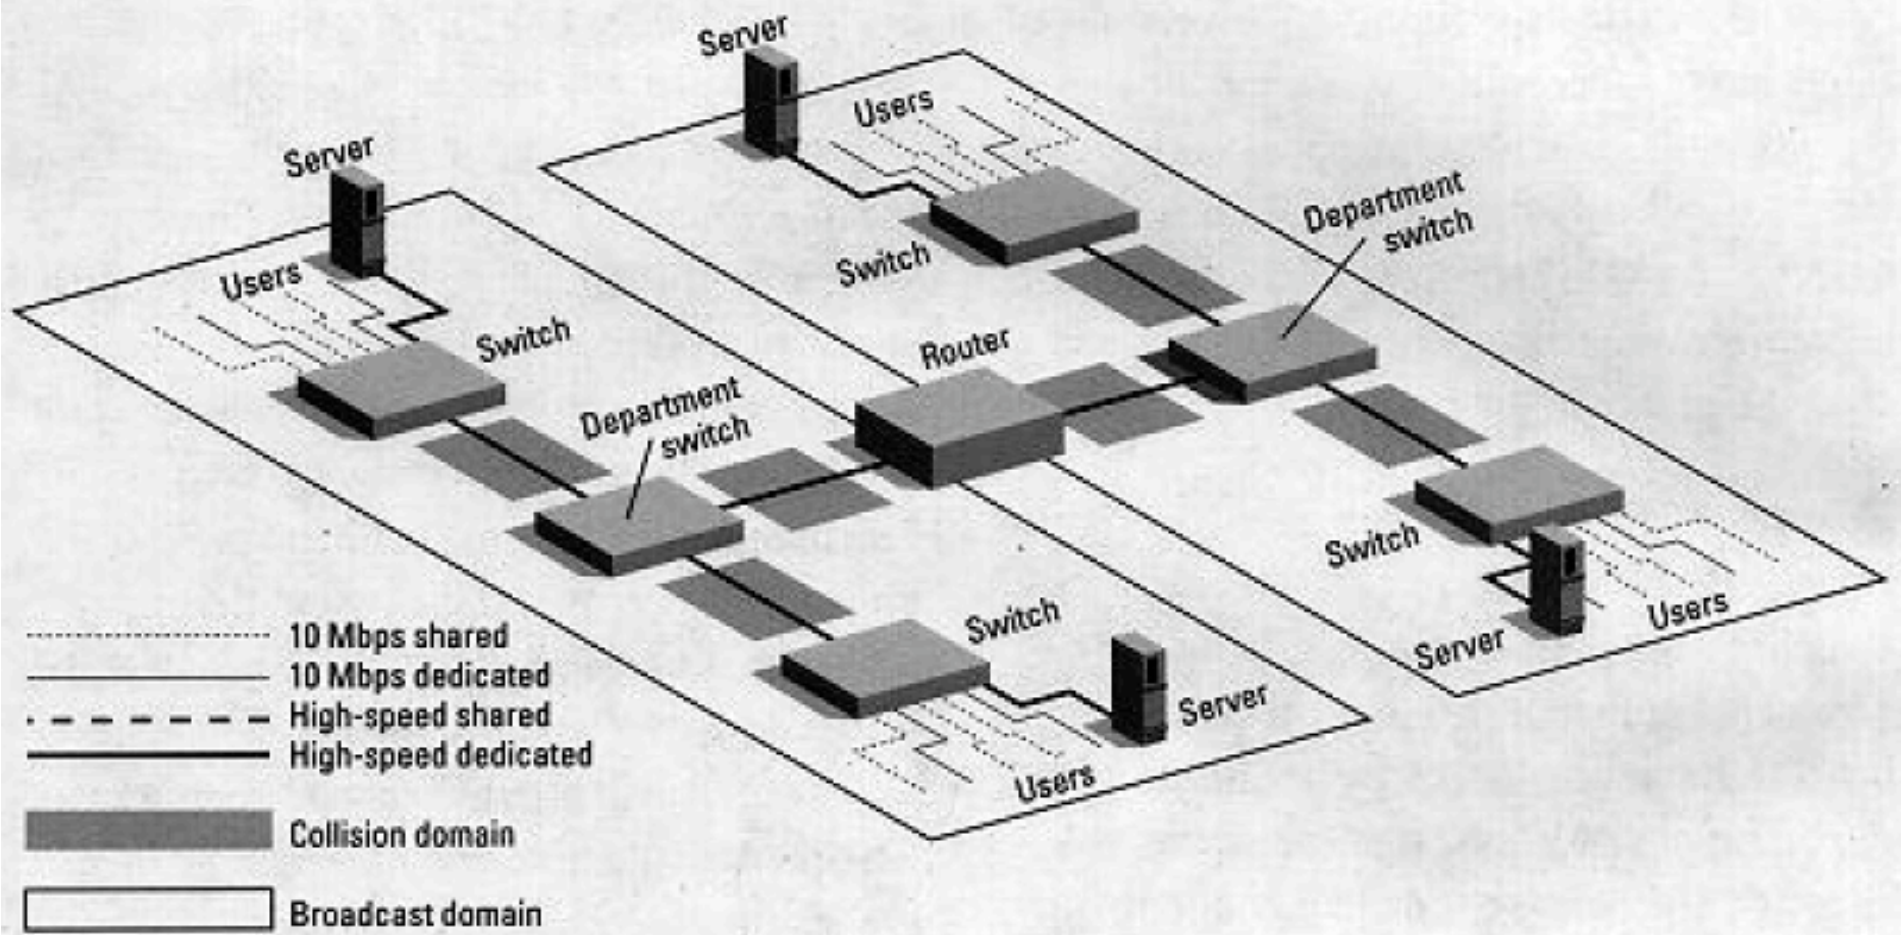 Server
Users
Server
Users
Switch
Department
switch
Switch
Router
Department
switch
Switch
Server
Users
Switch
Server
Users
10 Mbps shared
10 Mbps dedicated
High-speed shared
High-speed dedicated
Collision domain
Broadcast domain